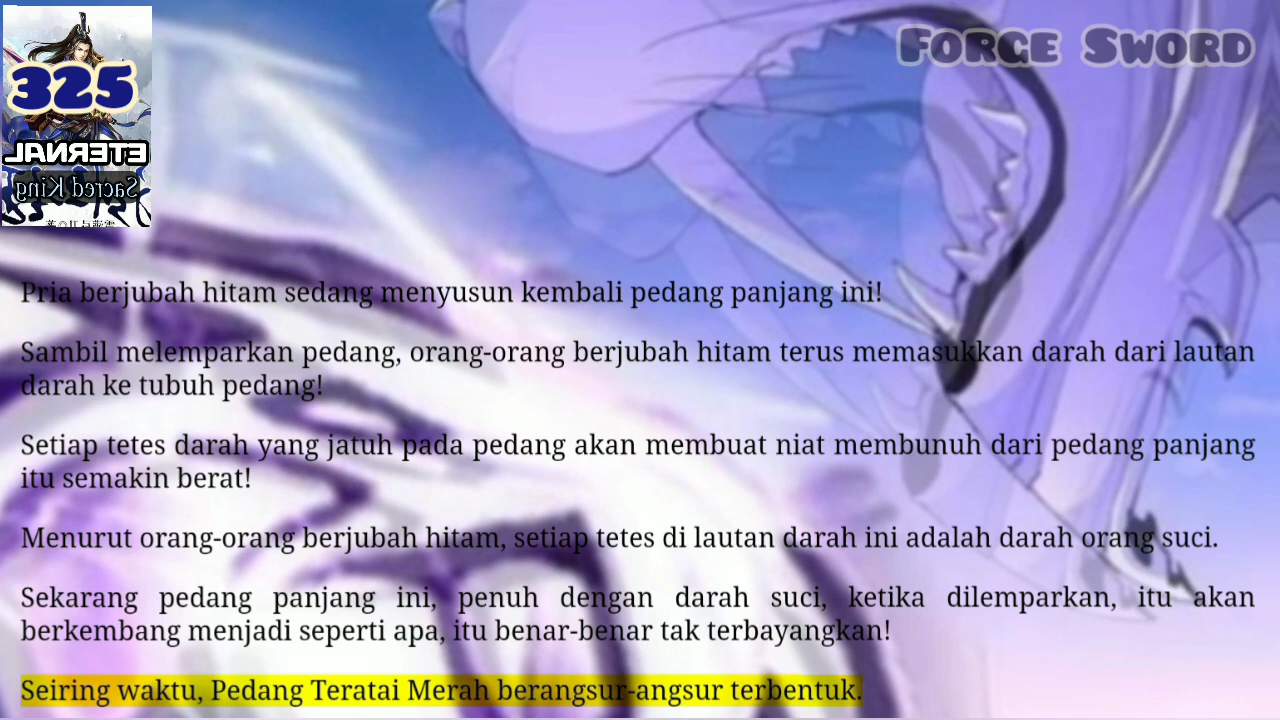 Forge Sword
325
ETERNAL
Sacred King
Pria berjubah hitam sedang menyusun kembali pedang panjang ini!
Sambil melemparkan pedang, orang-orang berjubah hitam terus memasukkan darah dari lautan
darah ke tubuh pedang!
Setiap tetes darah yang jatuh pada pedang akan membuat niat membunuh dari pedang panjang
itu semakin berat!
Menurut orang-orang berjubah hitam, setiap tetes di lautan darah ini adalah darah orang suci.
Sekarang pedang panjang ini, penuh dengan darah suci, ketika dilemparkan, itu akan
berkembang menjadi seperti apa, itu benar-benar tak terbayangkan!
Seiring waktu, Pedang Teratai Merah berangsur-angsur terbentuk.